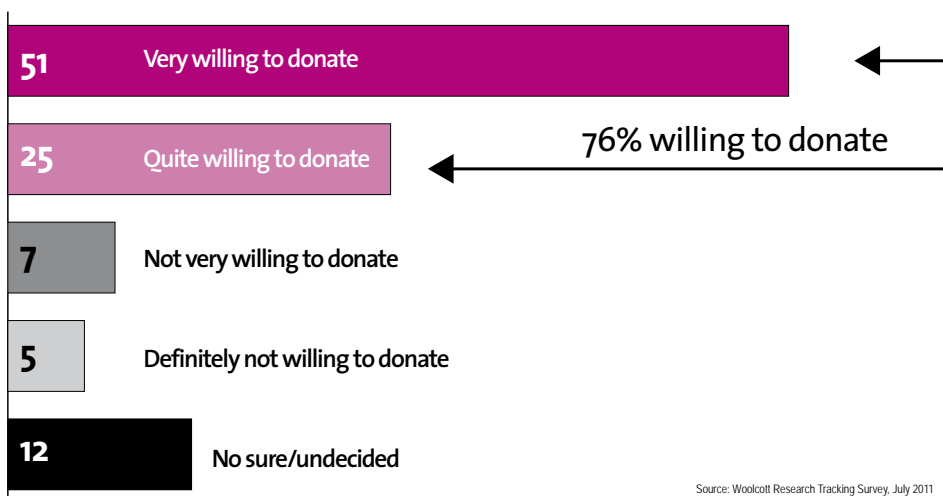 51 Very willing to donate
25 Quite willing to donate
76% willing to donate
7 Not very willing to donate
5 Definitely not willing to donate
12 No sure/undecided
Source: Woolcott Research Tracking Survey, July 2011